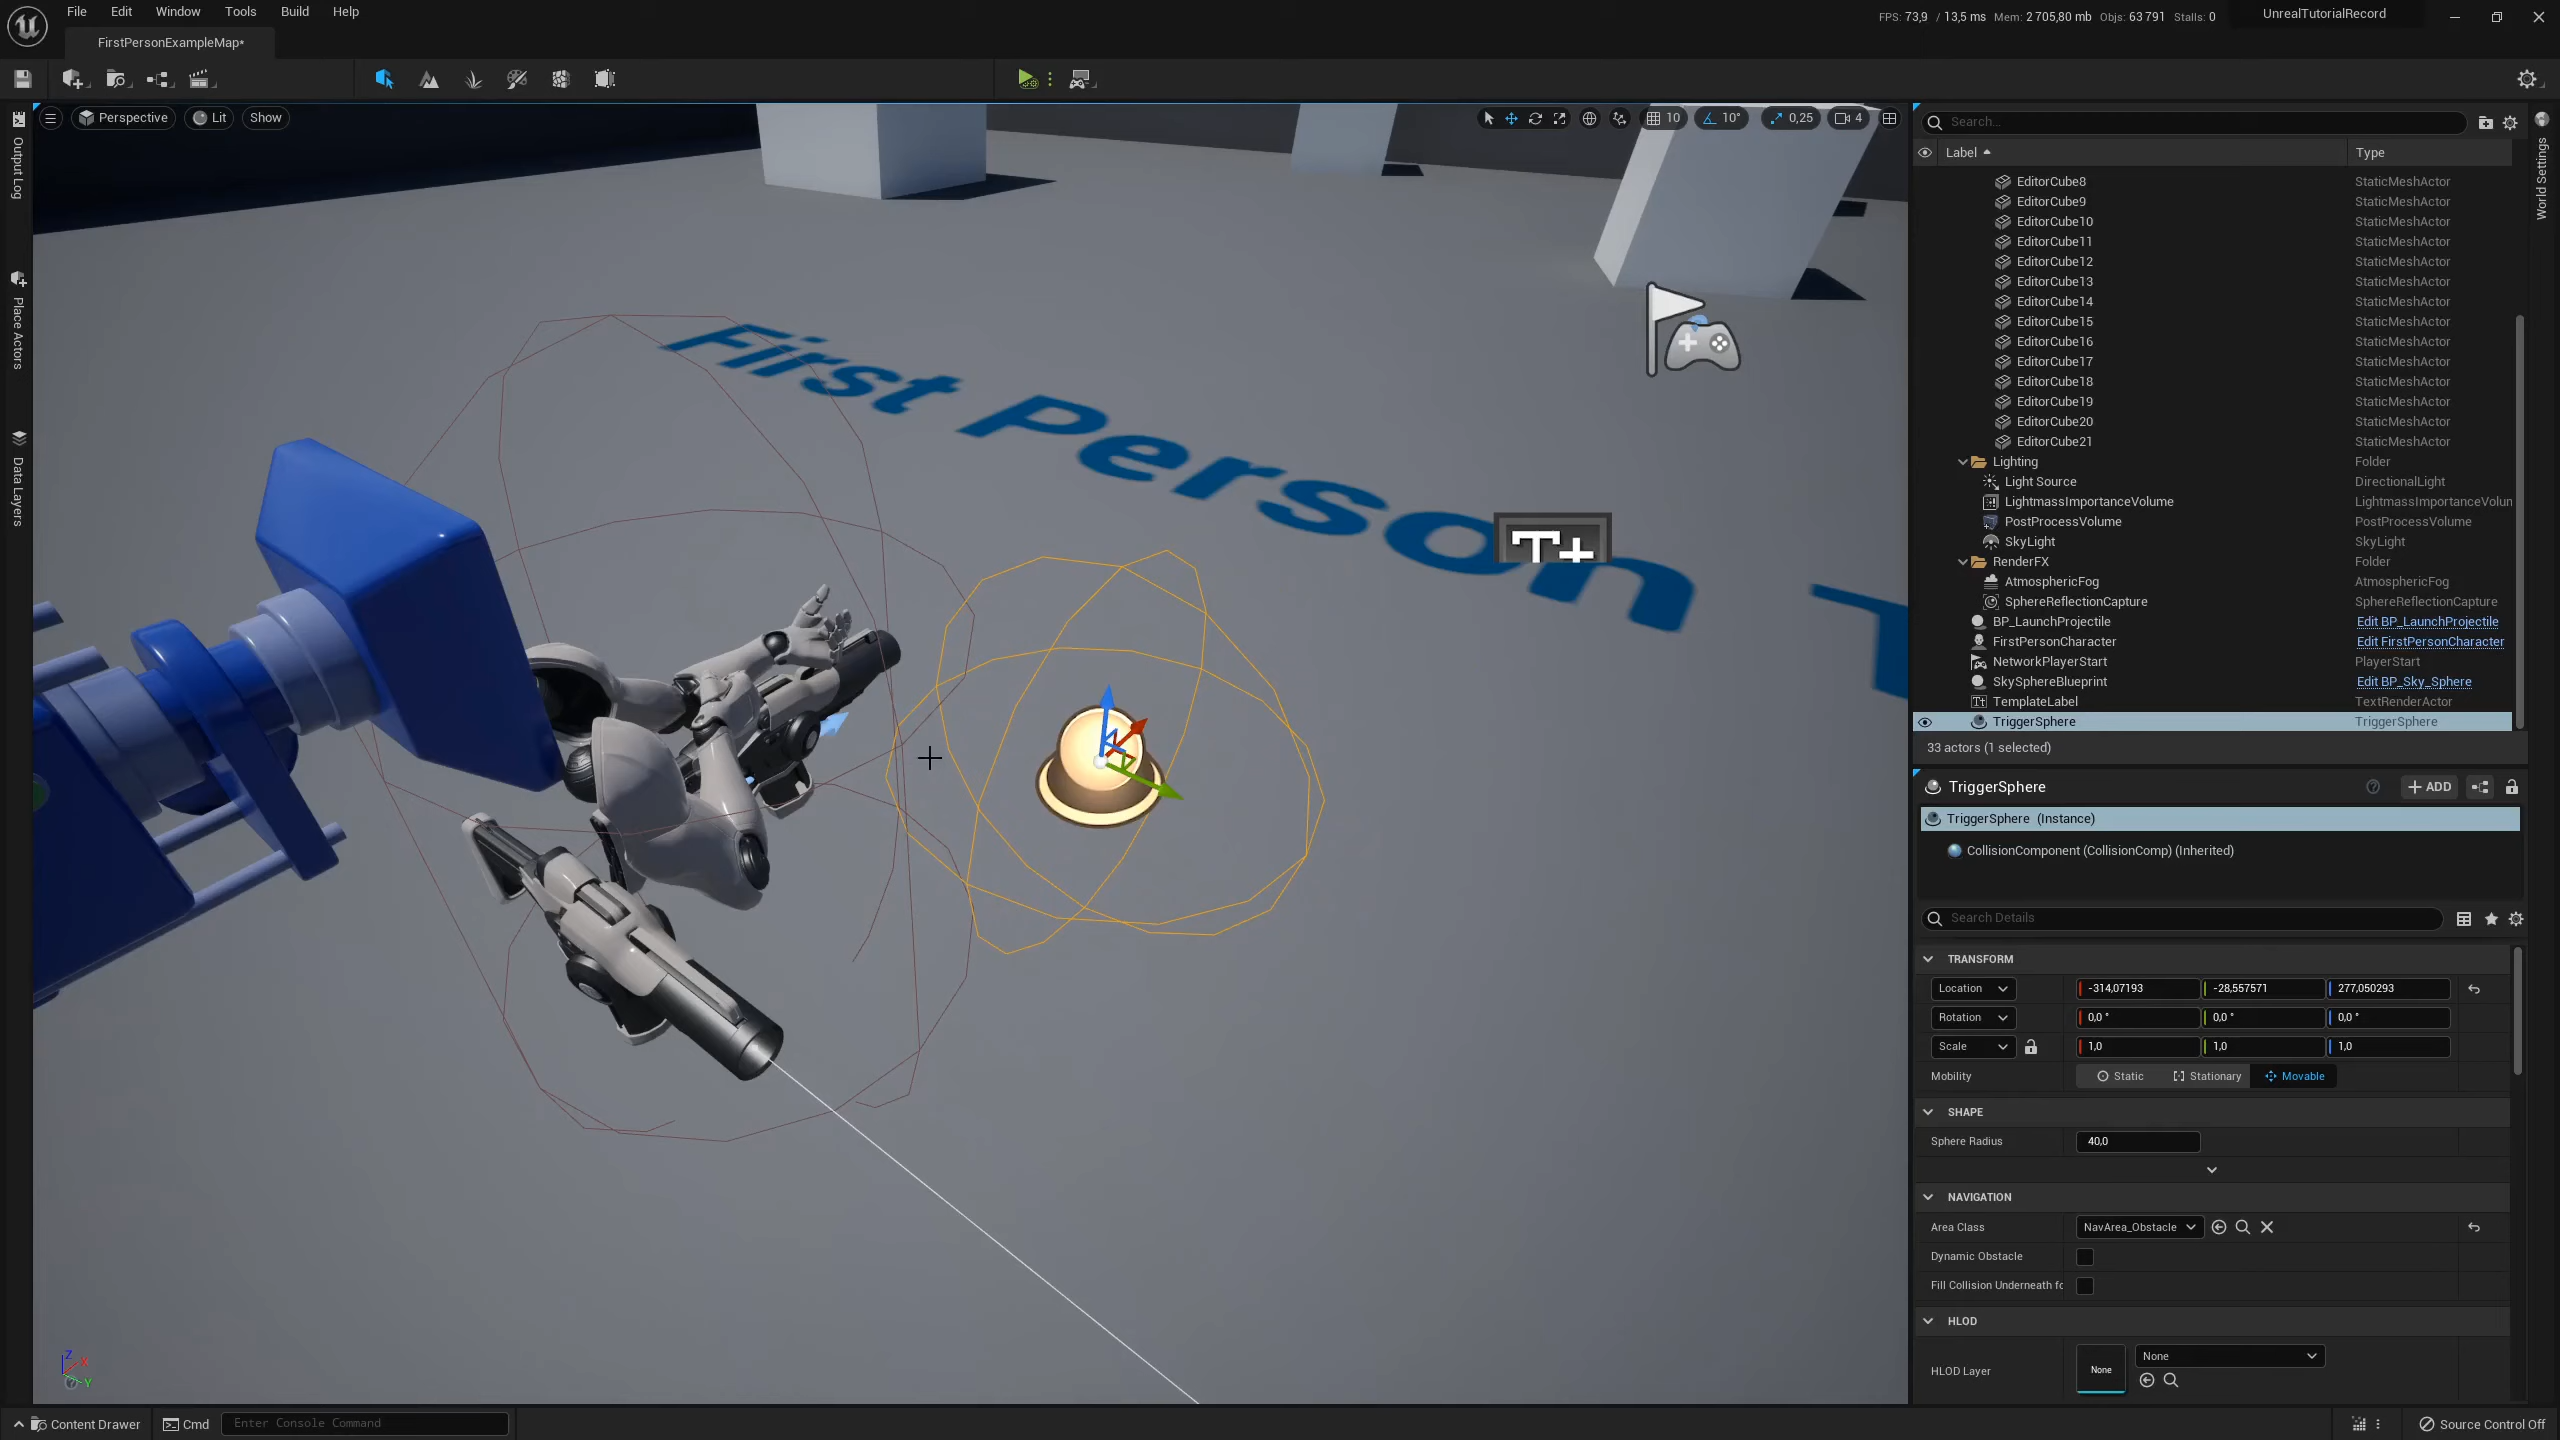 File Edit Window Tools Build Help
FPS: 73,9 / 13,5 ms Mem: 2 705,80 mb Objs: 63 791 Stalls: 0
UnrealTutorialRecord
FirstPersonExampleMap*
Perspective Lit Show
10 10° 0,25 4
Output Log
Place Actors
Data Layers
First Person T
T+
World Settings
Search...
Label Type
EditorCube8 StaticMeshActor
EditorCube9 StaticMeshActor
EditorCube10 StaticMeshActor
EditorCube11 StaticMeshActor
EditorCube12 StaticMeshActor
EditorCube13 StaticMeshActor
EditorCube14 StaticMeshActor
EditorCube15 StaticMeshActor
EditorCube16 StaticMeshActor
EditorCube17 StaticMeshActor
EditorCube18 StaticMeshActor
EditorCube19 StaticMeshActor
EditorCube20 StaticMeshActor
EditorCube21 StaticMeshActor
Lighting Folder
Light Source DirectionalLight
LightmassImportanceVolume LightmassImportanceVolun
PostProcessVolume PostProcessVolume
SkyLight SkyLight
RenderFX Folder
AtmosphericFog AtmosphericFog
SphereReflectionCapture SphereReflectionCapture
BP_LaunchProjectile Edit BP_LaunchProjectile
FirstPersonCharacter Edit FirstPersonCharacter
NetworkPlayerStart PlayerStart
SkySphereBlueprint Edit BP_Sky_Sphere
TemplateLabel TextRenderActor
TriggerSphere TriggerSphere
33 actors (1 selected)
TriggerSphere
ADD
TriggerSphere (Instance)
CollisionComponent (CollisionComp) (Inherited)
Search Details
TRANSFORM
Location -314,07193 -28,557571 277,050293
Rotation 0,0 ° 0,0 ° 0,0 °
Scale 1,0 1,0 1,0
Mobility Static Stationary Movable
SHAPE
Sphere Radius 40,0
NAVIGATION
Area Class NavArea_Obstacle
Dynamic Obstacle
Fill Collision Underneath fo
HLOD
HLOD Layer None None
Z X Y
Content Drawer Cmd Enter Console Command
Source Control Off